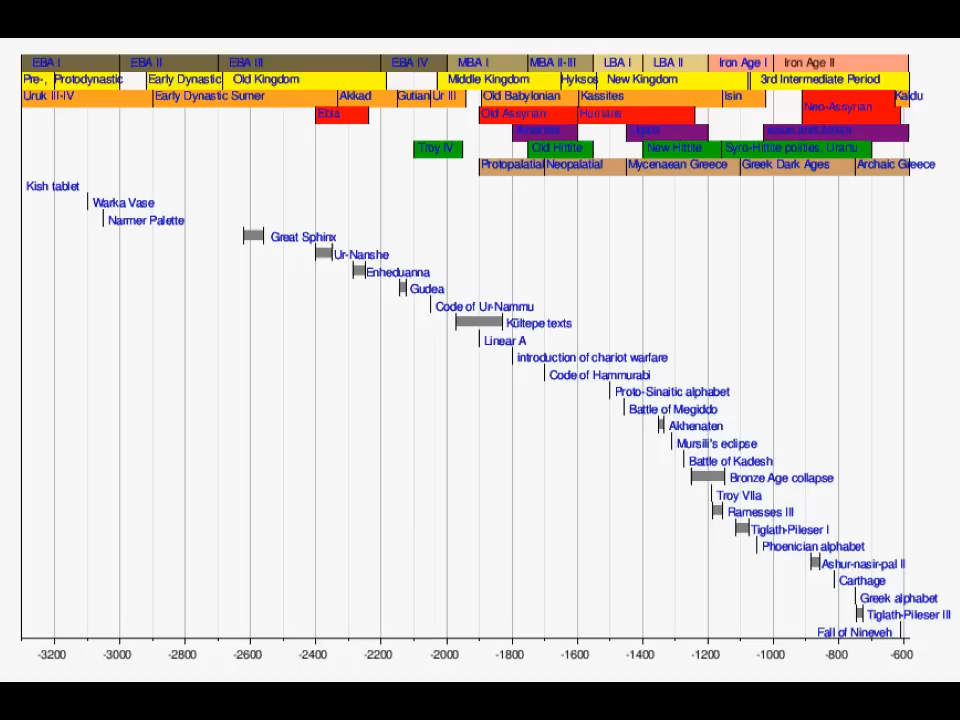 EBA I EBA II EBA III EBA IV MBA I MBA II-III LBA I LBA II Iron Age I Iron Age II
Pre-, Protodynastic Early Dynastic Old Kingdom Middle Kingdom Hyksos New Kingdom 3rd Intermediate Period
Uruk III-IV Early Dynastic Sumer Akkad Gutian Ur III Old Babylonian Kassites Isin Kaldu
Ebla Old Assyrian Hurrians Neo-Assyrian
Amorites Ugarit Israel and Judah
Troy IV Old Hittite New Hittite Syro-Hittite polities, Urartu
Protopalatial Neopalatial Mycenaean Greece Greek Dark Ages Archaic Greece
Kish tablet
Warka Vase
Narmer Palette
Great Sphinx
Ur-Nanshe
Enheduanna
Gudea
Code of Ur-Nammu
Kültepe texts
Linear A
introduction of chariot warfare
Code of Hammurabi
Proto-Sinaitic alphabet
Battle of Megiddo
Akhenaten
Mursili's eclipse
Battle of Kadesh
Bronze Age collapse
Troy VIIa
Ramesses III
Tiglath-Pileser I
Phoenician alphabet
Ashur-nasir-pal II
Carthage
Greek alphabet
Tiglath-Pileser III
Fall of Nineveh
-3200 -3000 -2800 -2600 -2400 -2200 -2000 -1800 -1600 -1400 -1200 -1000 -800 -600